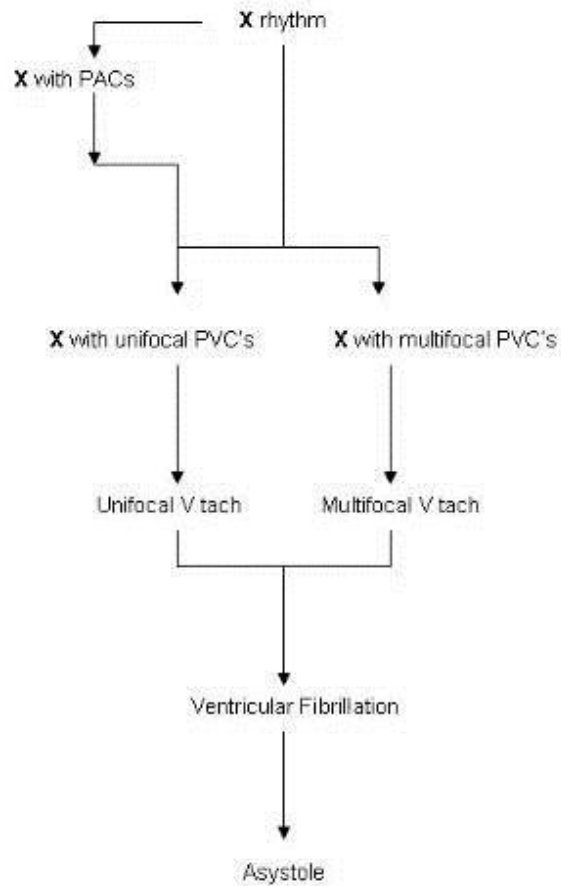 X rhythm
X with PACs
X with unifocal PVC's
X with multifocal PVC's
Unifocal V tach
Multifocal V tach
Ventricular Fibrillation
Asystole